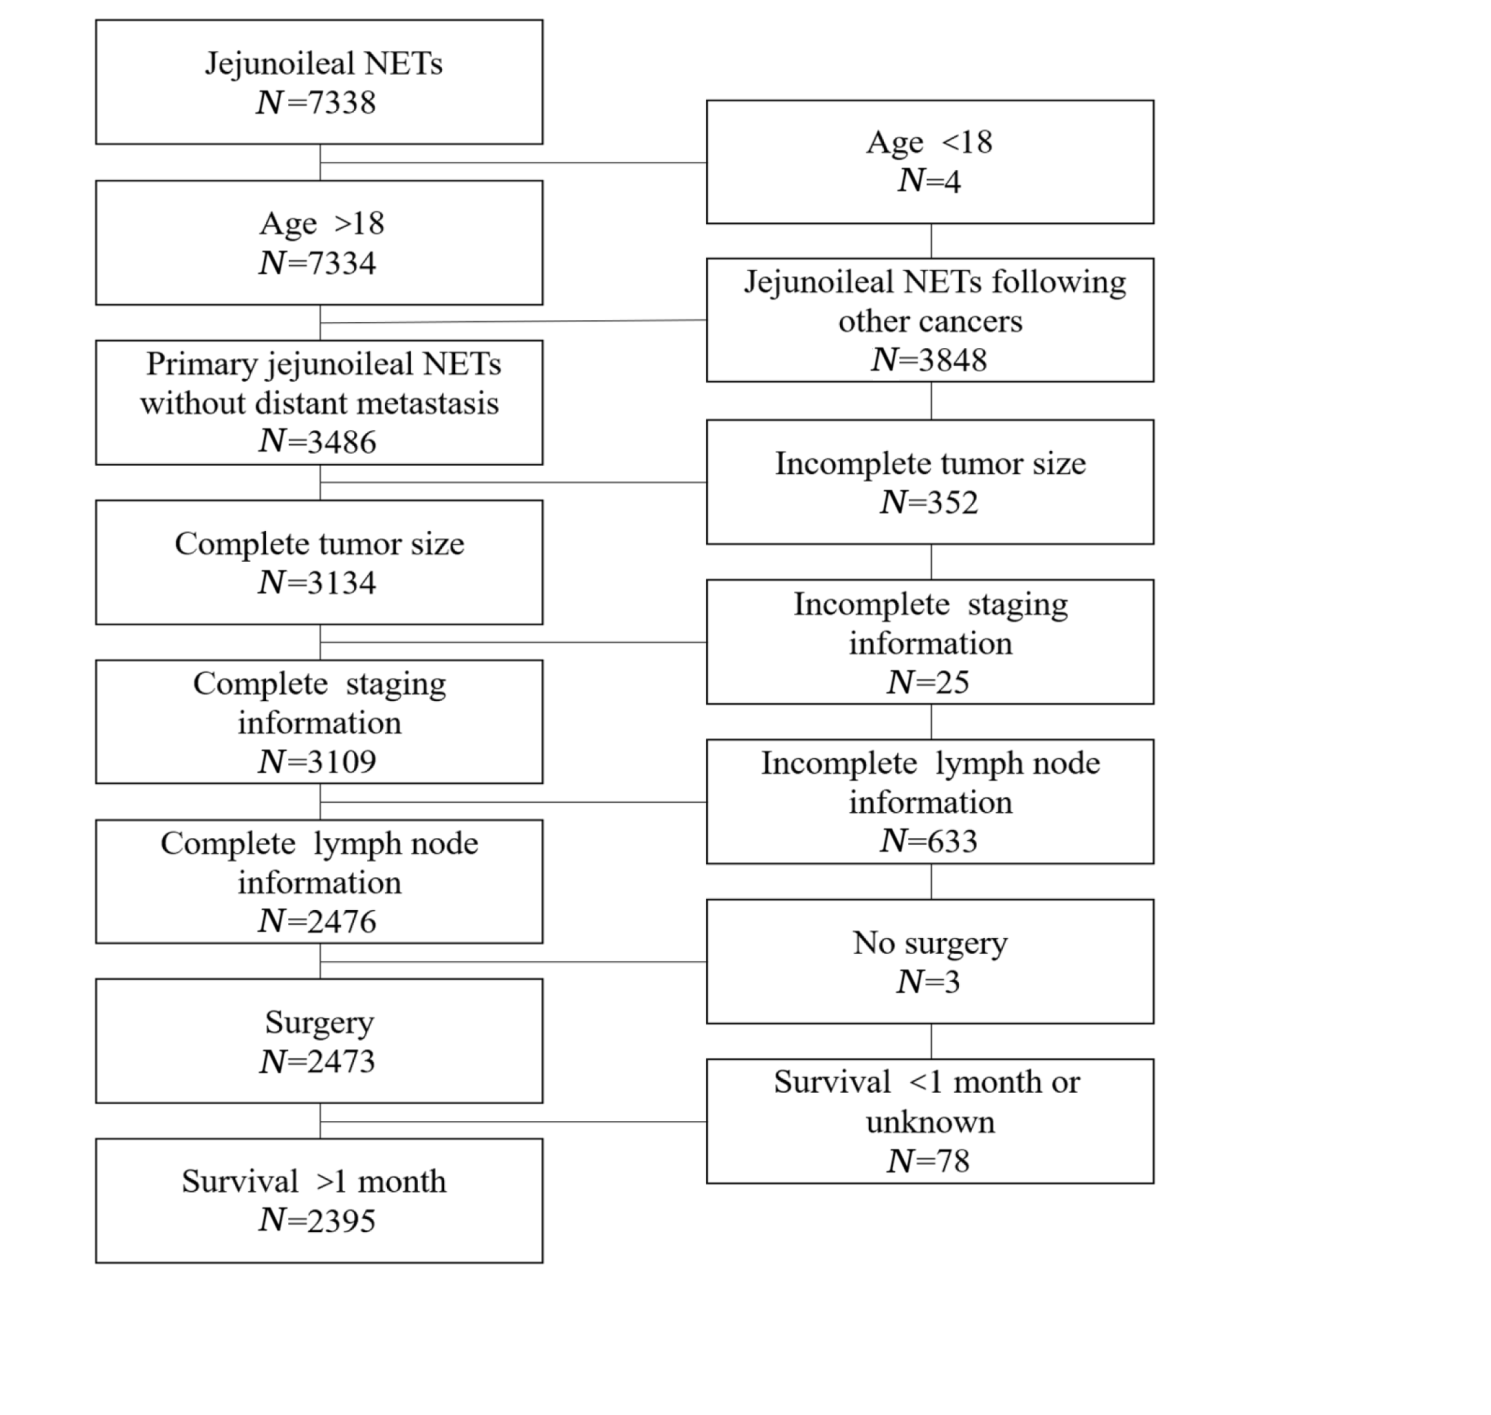 Jejunoileal NETs
N=7338
Age <18
N=4
Age >18
N=7334
Jejunoileal NETs following
other cancers
N=3848
Primary jejunoileal NETs
without distant metastasis
N=3486
Incomplete tumor size
N=352
Complete tumor size
N=3134
Incomplete staging
information
N=25
Complete staging
information
N=3109
Incomplete lymph node
information
N=633
Complete lymph node
information
N=2476
No surgery
N=3
Surgery
N=2473
Survival <1 month or
unknown
N=78
Survival >1 month
N=2395